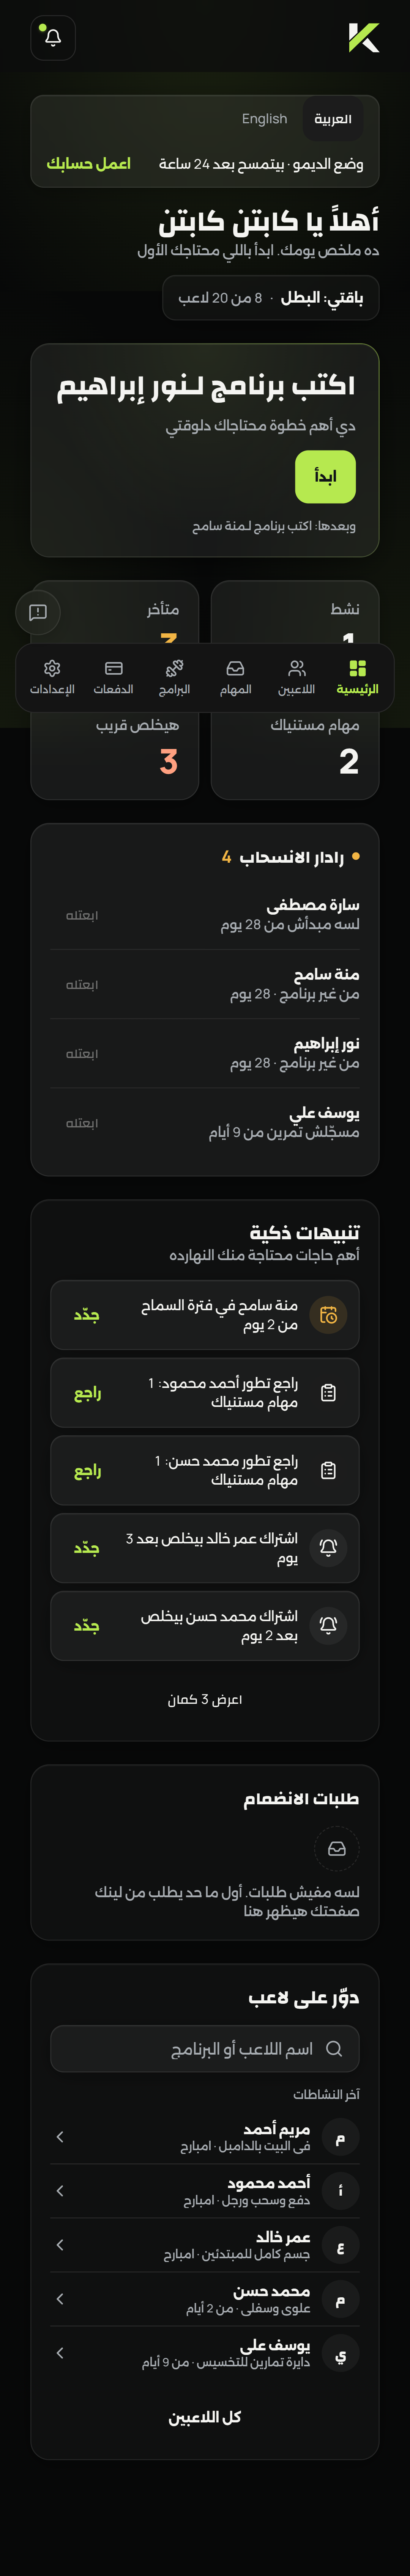 العربية
English
وضع الديمو · بيتمسح بعد 24 ساعة
اعمل حسابك
أهلاً يا كابتن كابتن
ده ملخص يومك. ابدأ باللي محتاجك الأول
باقتي: البطل · 8 من 20 لاعب
اكتب برنامج لـنور إبراهيم
دي أهم خطوة محتاجاك دلوقتي
ابدأ
وبعدها: اكتب برنامج لـمنة سامح
نشط
متأخر
الرئيسية
اللاعبين
المهام
البرامج
الدفعات
الإعدادات
مهام مستنياك
2
هيخلص قريب
3
رادار الانسحاب 4
سارة مصطفى
لسه مبدأش من 28 يوم
ابعتله
منة سامح
من غير برنامج · 28 يوم
ابعتله
نور إبراهيم
من غير برنامج · 28 يوم
ابعتله
يوسف علي
مسجّلش تمرين من 9 أيام
ابعتله
تنبيهات ذكية
أهم حاجات محتاجة منك النهارده
منة سامح في فترة السماح
من 2 يوم
جدّد
راجع تطور أحمد محمود: 1
مهام مستنياك
راجع
راجع تطور محمد حسن: 1
مهام مستنياك
راجع
اشتراك عمر خالد بيخلص بعد 3
يوم
جدّد
اشتراك محمد حسن بيخلص
بعد 2 يوم
جدّد
اعرض 3 كمان
طلبات الانضمام
لسه مفيش طلبات. أول ما حد يطلب من لينك
صفحتك هيظهر هنا
دوّر على لاعب
اسم اللاعب أو البرنامج
آخر النشاطات
م
مريم أحمد
في البيت بالدامبل · امبارح
أ
أحمد محمود
دفع وسحب ورجل · امبارح
ع
عمر خالد
جسم كامل للمبتدئين · امبارح
م
محمد حسن
علوي وسفلي · من 2 أيام
ي
يوسف علي
دايرة تمارين للتخسيس · من 9 أيام
كل اللاعبين